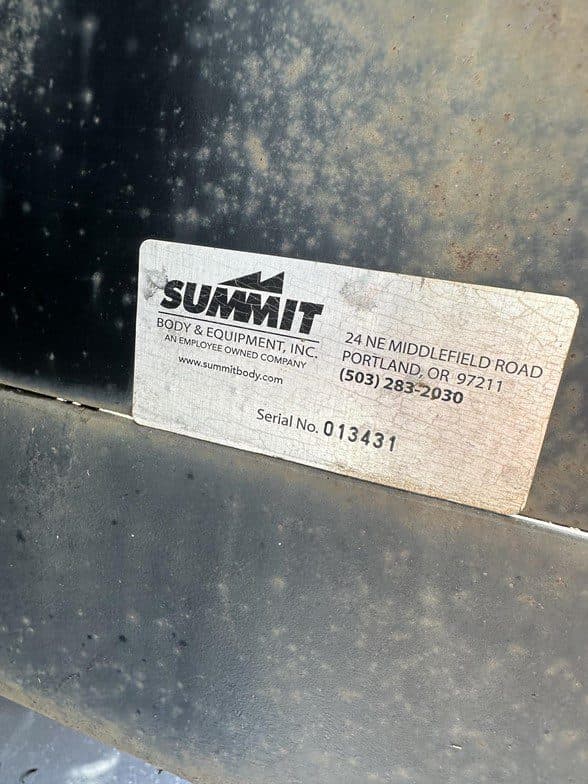 SUMMIT
BODY & EQUIPMENT, INC.
AN EMPLOYEE OWNED COMPANY
www.summitbody.com
24 NE MIDDLEFIELD ROAD
PORTLAND, OR 97211
(503) 283-2030
Serial No. 013431